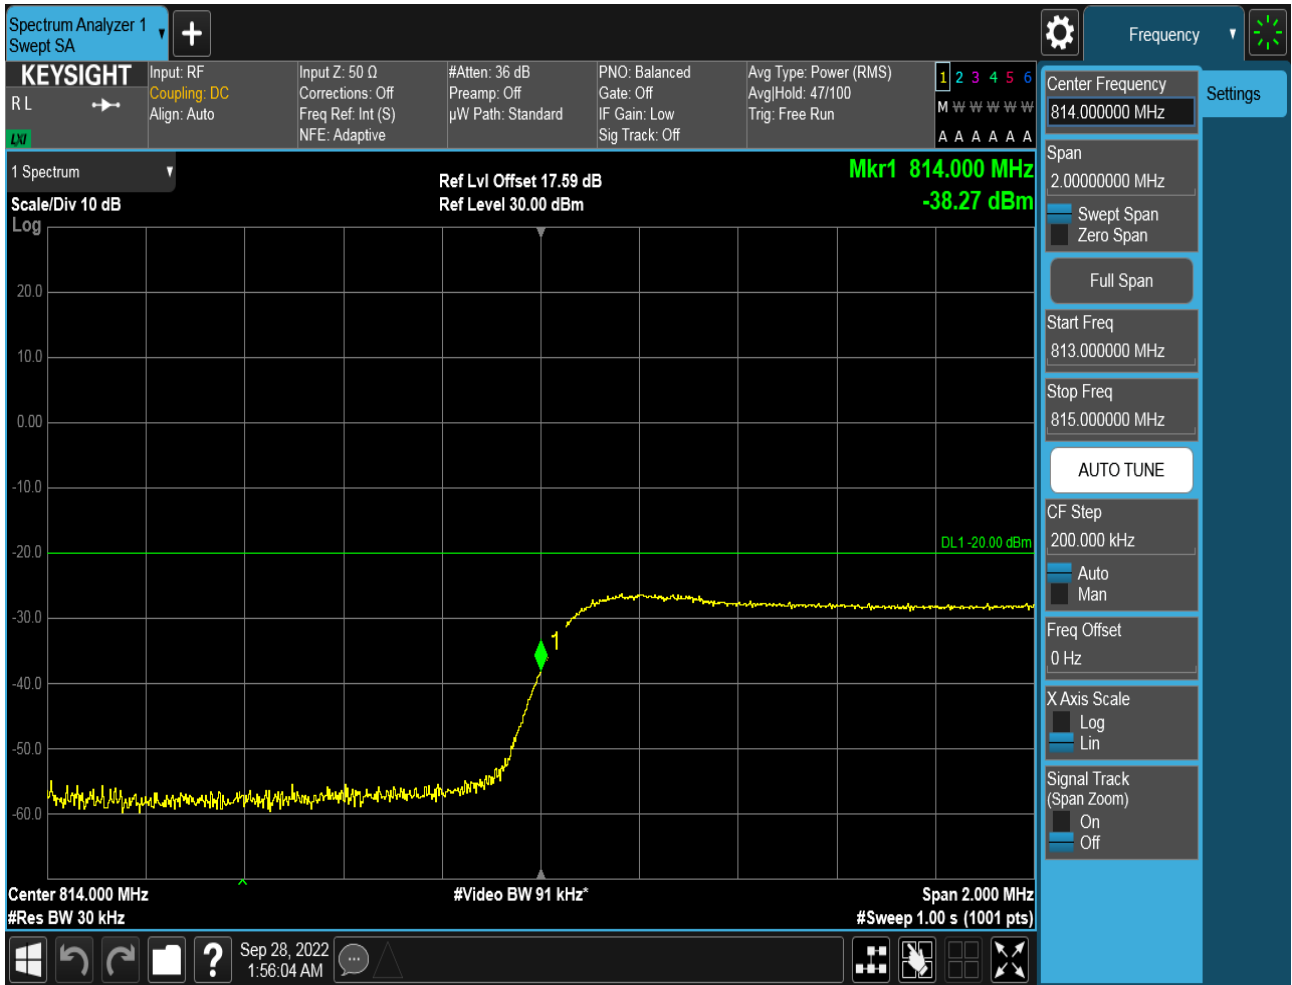 Spectrum Analyzer 1
Swept SA
Frequency
KEYSIGHT
R L
LXI
Input: RF
Coupling: DC
Align: Auto
Input Z: 50 Ω
Corrections: Off
Freq Ref: Int (S)
NFE: Adaptive
#Atten: 36 dB
Preamp: Off
µW Path: Standard
PNO: Balanced
Gate: Off
IF Gain: Low
Sig Track: Off
Avg Type: Power (RMS)
Avg|Hold: 47/100
Trig: Free Run
1 2 3 4 5 6
M W W W W W
A A A A A A
Center Frequency
814.000000 MHz
Settings
Span
2.00000000 MHz
Swept Span
Zero Span
Full Span
Start Freq
813.000000 MHz
Stop Freq
815.000000 MHz
AUTO TUNE
CF Step
200.000 kHz
Auto
Man
Freq Offset
0 Hz
X Axis Scale
Log
Lin
Signal Track
(Span Zoom)
On
Off
1 Spectrum
Scale/Div 10 dB
Log
Ref Lvl Offset 17.59 dB
Ref Level 30.00 dBm
Mkr1 814.000 MHz
-38.27 dBm
20.0
10.0
0.00
-10.0
-20.0
-30.0
-40.0
-50.0
-60.0
DL1 -20.00 dBm
1
Center 814.000 MHz
#Video BW 91 kHz*
Span 2.000 MHz
#Res BW 30 kHz
#Sweep 1.00 s (1001 pts)
Sep 28, 2022
1:56:04 AM